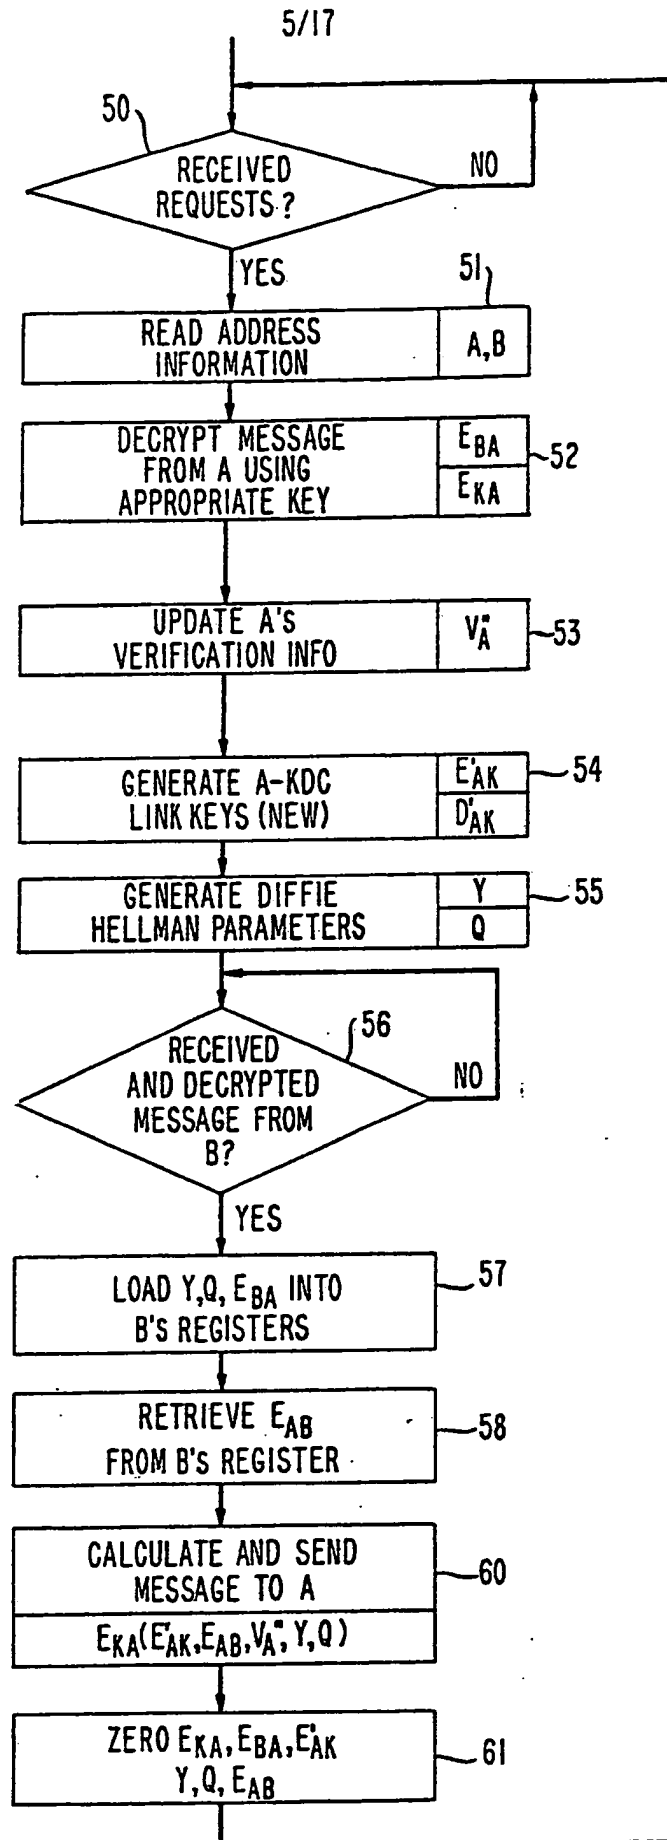 5/17
50
RECEIVED
REQUESTS?
NO
YES
51
READ ADDRESS
INFORMATION
A,B
DECRYPT MESSAGE
FROM A USING
APPROPRIATE KEY
E_BA
E_KA
52
UPDATE A'S
VERIFICATION INFO
V_A"
53
GENERATE A-KDC
LINK KEYS (NEW)
E'_AK
D'_AK
54
GENERATE DIFFIE
HELLMAN PARAMETERS
Y
Q
55
56
RECEIVED
AND DECRYPTED
MESSAGE FROM
B?
NO
YES
LOAD Y,Q, E_BA INTO
B'S REGISTERS
57
RETRIEVE E_AB
FROM B'S REGISTER
58
CALCULATE AND SEND
MESSAGE TO A
60
E_KA(E'_AK,E_AB,V_A",Y,Q)
ZERO E_KA,E_BA,E'_AK
Y,Q,E_AB
61